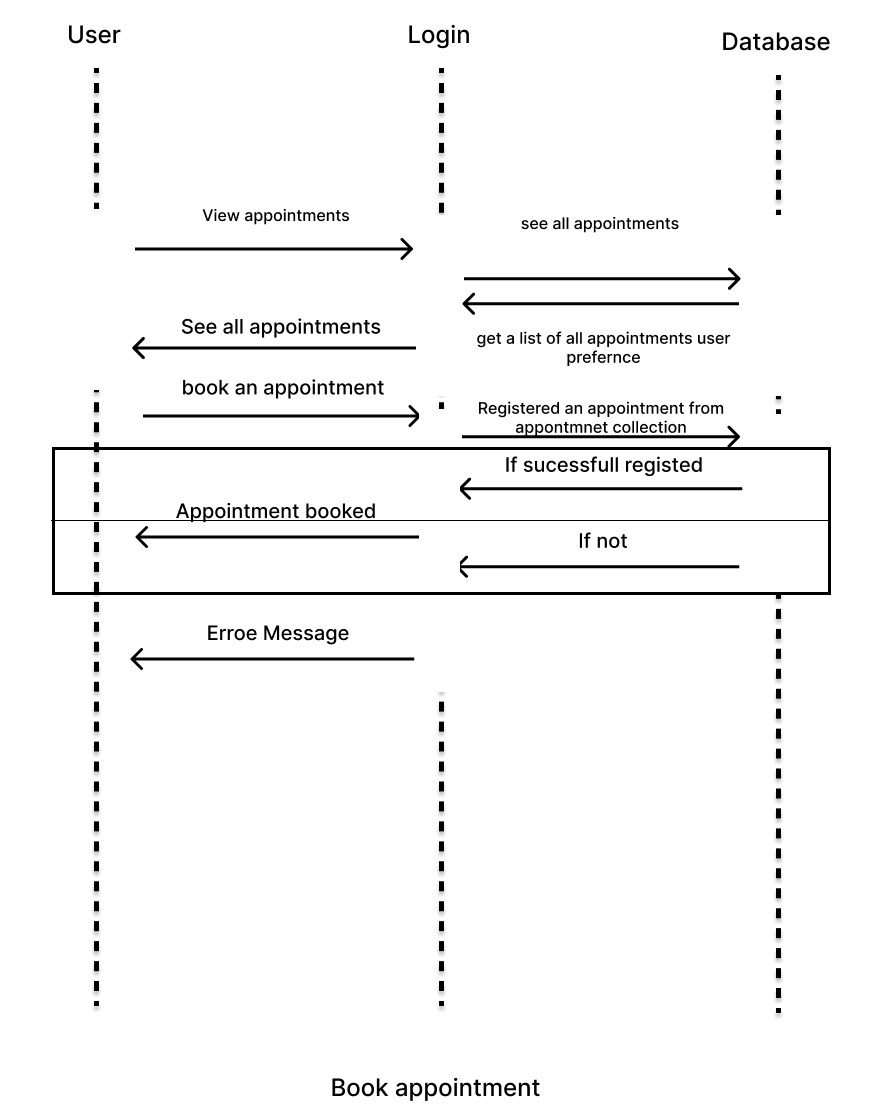 User
Login
Database
View appointments
see all appointments
See all appointments
get a list of all appointments user
prefernce
book an appointment
Registered an appointment from
appontmnet collection
If sucessfull registed
Appointment booked
If not
Erroe Message
Book appointment